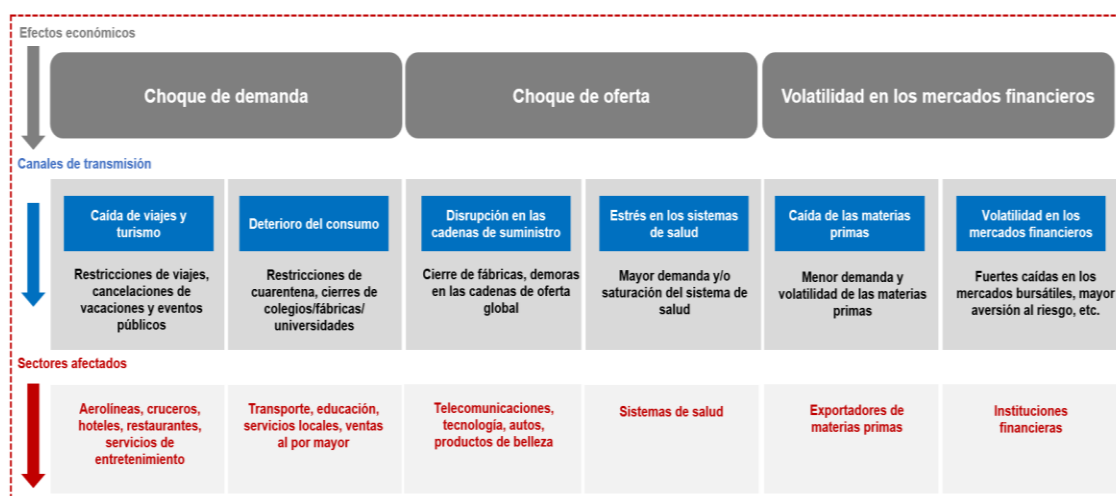 Efectos económicos
Choque de demanda
Choque de oferta
Volatilidad en los mercados financieros
Canales de transmisión
Caída de viajes y
turismo
Restricciones de viajes,
cancelaciones de
vacaciones y eventos
públicos
Deterioro del consumo
Restricciones de
cuarentena, cierres de
colegios/fábricas/
universidades
Disrupción en las
cadenas de suministro
Cierre de fábricas, demoras
en las cadenas de oferta
global
Estrés en los sistemas
de salud
Mayor demanda y/o
saturación del sistema de
salud
Caída de las materias
primas
Menor demanda y
volatilidad de las materias
primas
Volatilidad en los
mercados financieros
Fuertes caídas en los
mercados bursátiles, mayor
aversión al riesgo, etc.
Sectores afectados
Aerolíneas, cruceros,
hoteles, restaurantes,
servicios de
entretenimiento
Transporte, educación,
servicios locales, ventas
al por mayor
Telecomunicaciones,
tecnología, autos,
productos de belleza
Sistemas de salud
Exportadores de
materias primas
Instituciones
financieras